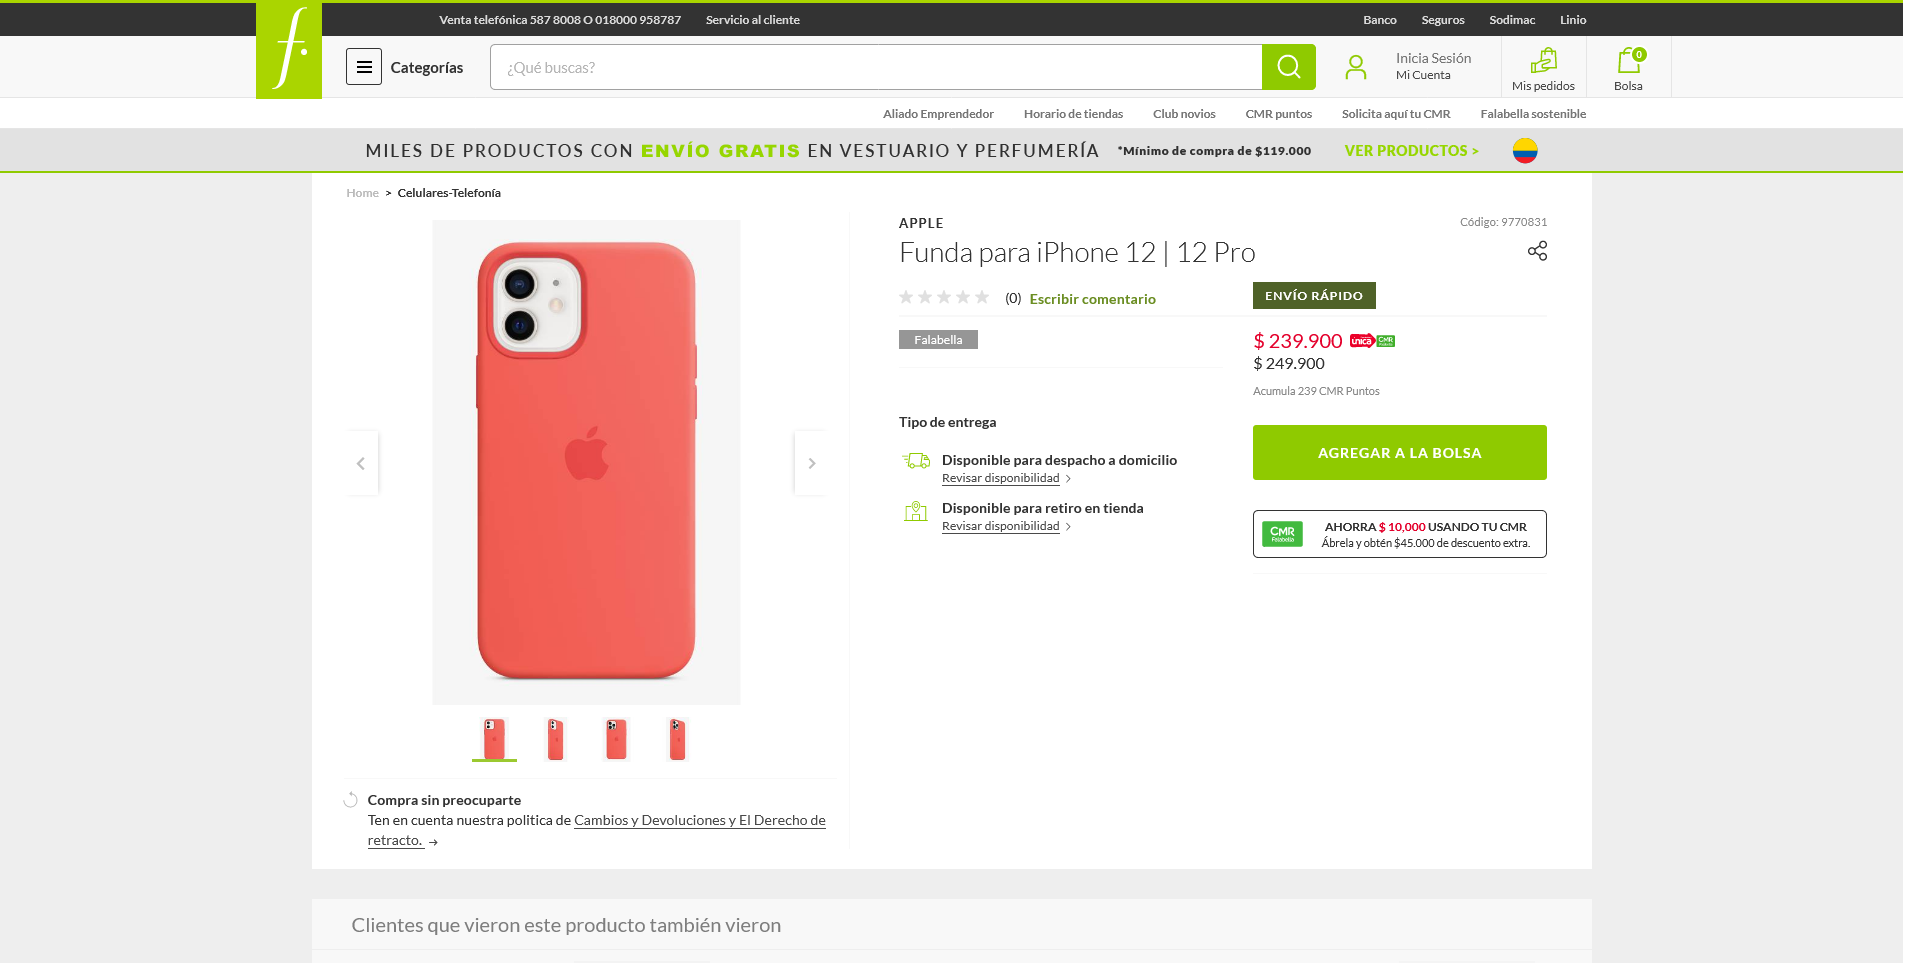 Venta telefónica 587 8008 O 018000 958787 Servicio al cliente Banco Seguros Sodimac Linio
f.
Categorías
¿Qué buscas?
Inicia Sesión
Mi Cuenta
Mis pedidos
0
Bolsa
Aliado Emprendedor Horario de tiendas Club novios CMR puntos Solicita aquí tu CMR Falabella sostenible
MILES DE PRODUCTOS CON ENVÍO GRATIS EN VESTUARIO Y PERFUMERÍA *Mínimo de compra de $119.000 VER PRODUCTOS >
Home > Celulares-Telefonía
APPLE
Código: 9770831
Funda para iPhone 12 | 12 Pro
(0) Escribir comentario
ENVÍO RÁPIDO
Falabella
$ 239.900 unica CMR
$ 249.900
Acumula 239 CMR Puntos
Tipo de entrega
Disponible para despacho a domicilio
Revisar disponibilidad
Disponible para retiro en tienda
Revisar disponibilidad
AGREGAR A LA BOLSA
CMR
Falabella
AHORRA $ 10,000 USANDO TU CMR
Ábrela y obtén $45.000 de descuento extra.
Compra sin preocuparte
Ten en cuenta nuestra politica de Cambios y Devoluciones y El Derecho de
retracto. →
Clientes que vieron este producto también vieron